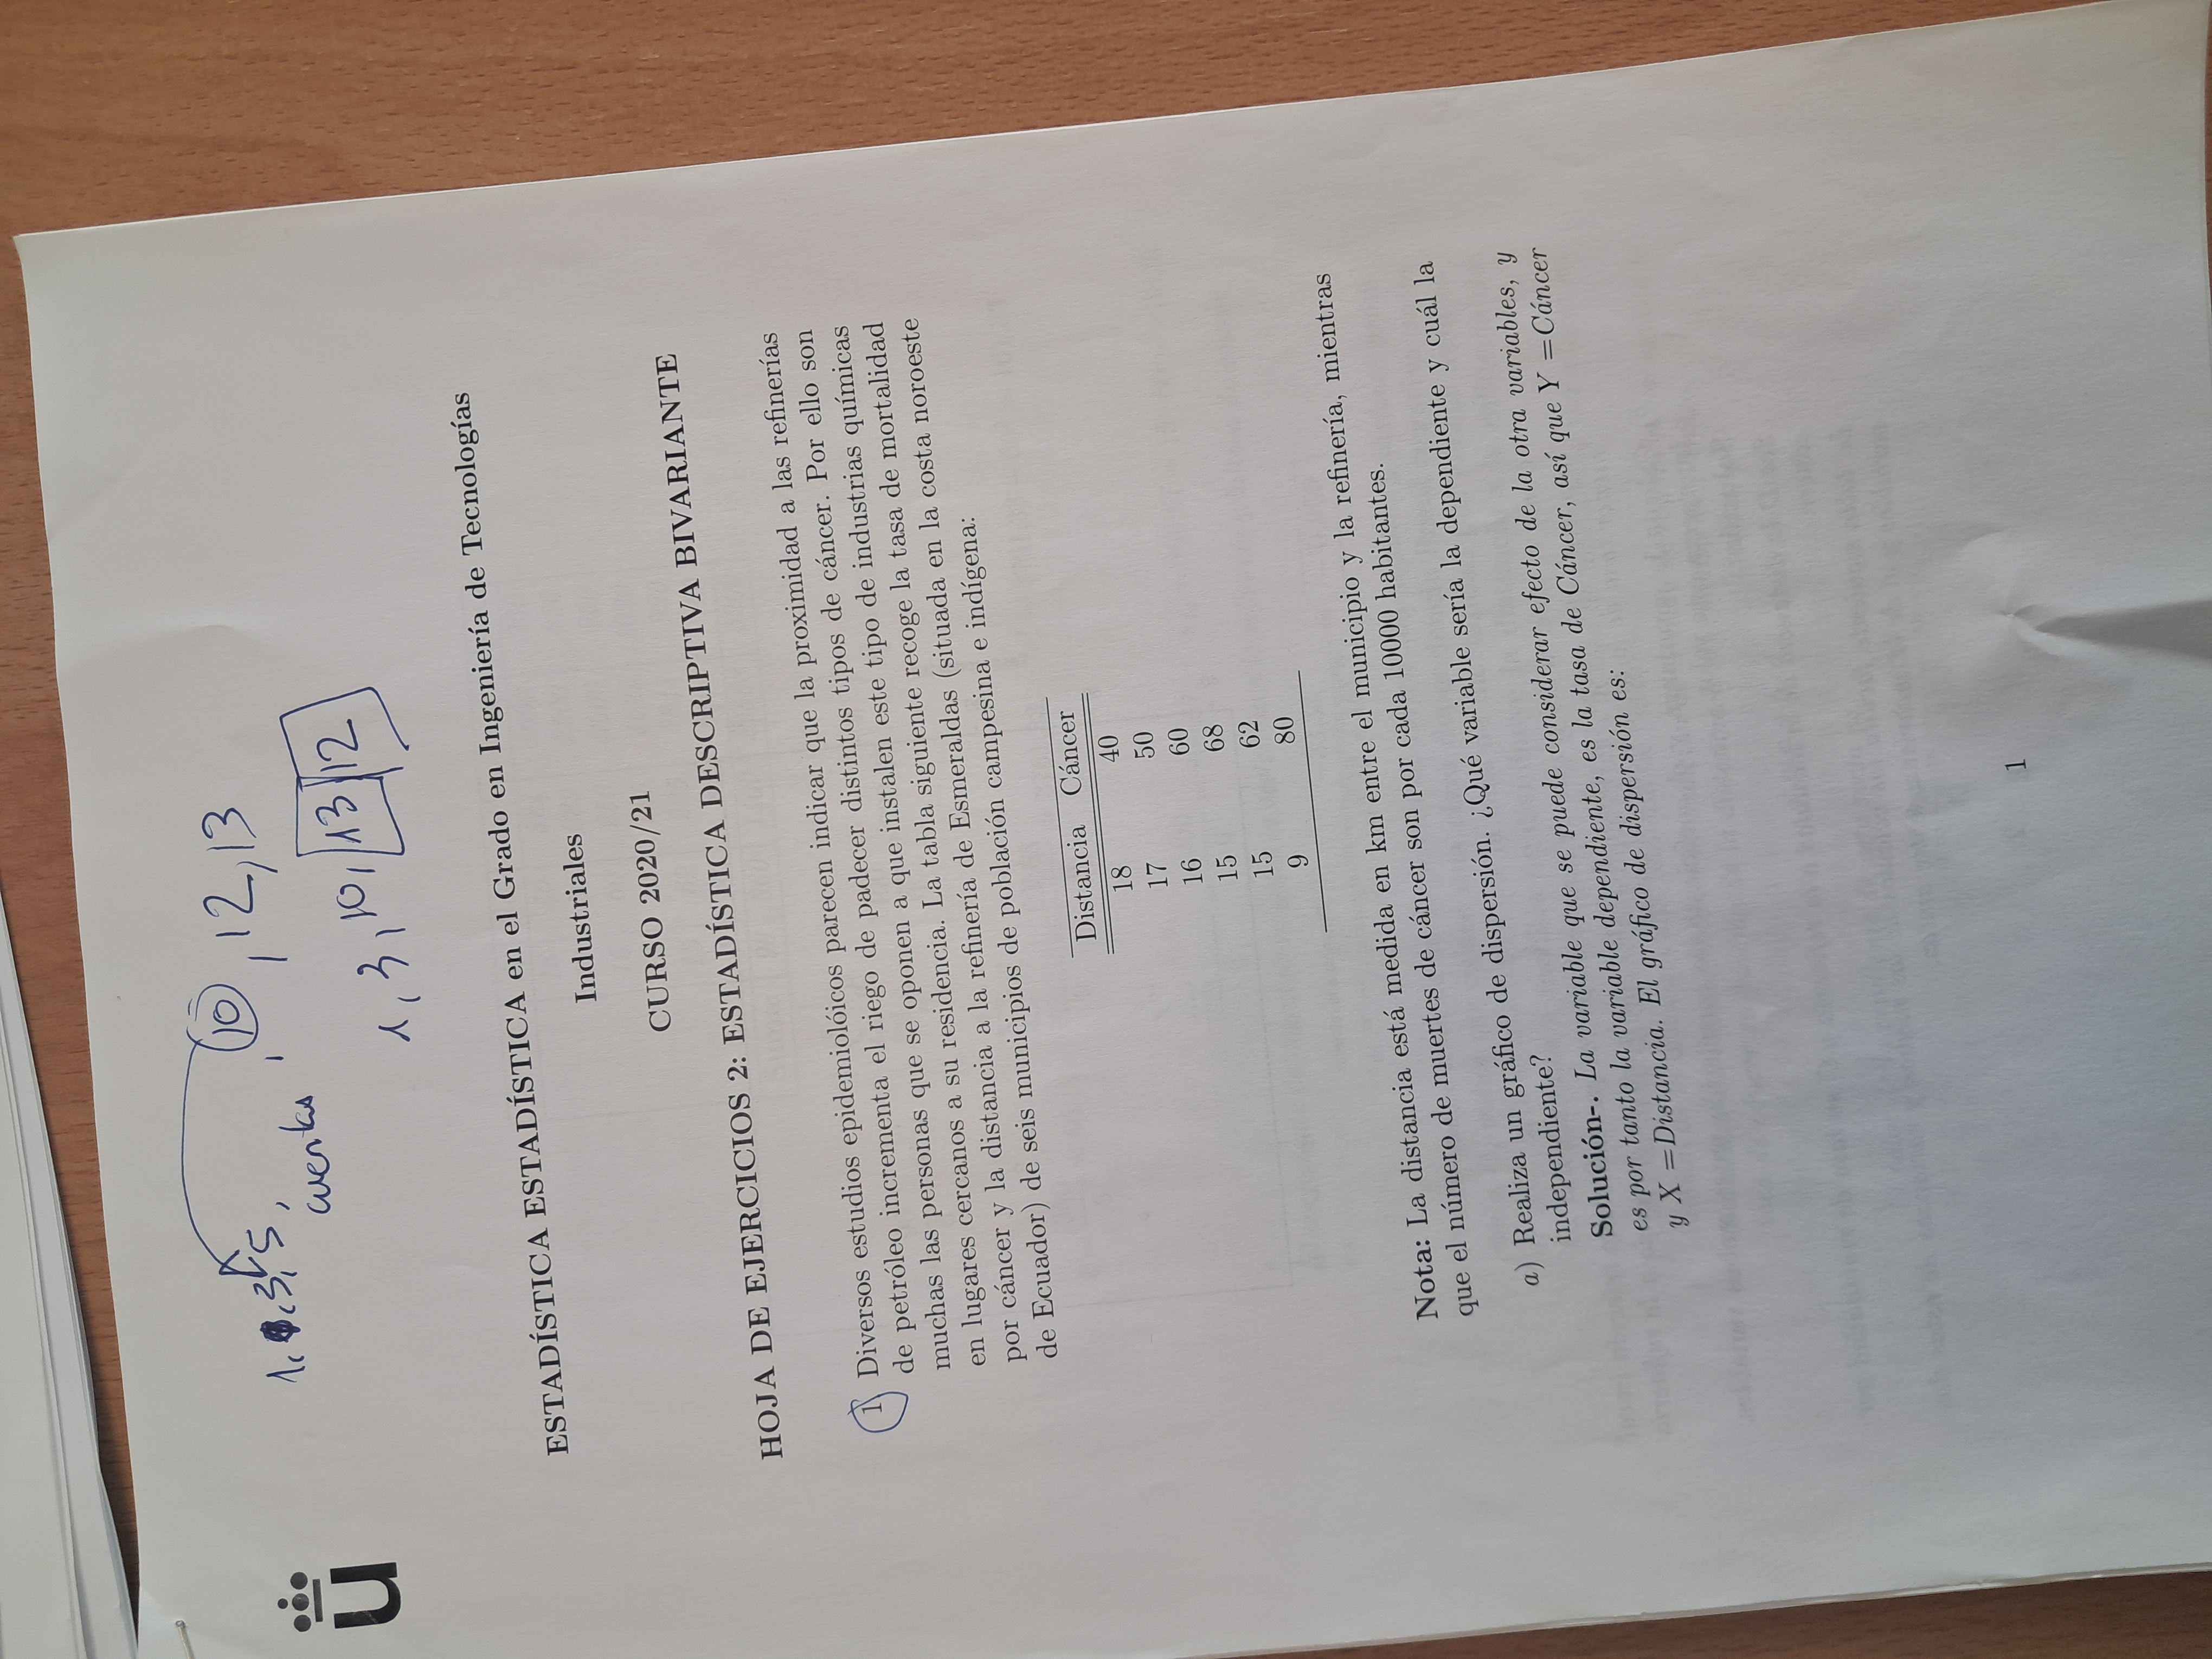 1, 3, 5, 10, 12, 13
cuentas
1, 3, 10, 13 12
u
ESTADÍSTICA ESTADÍSTICA en el Grado en Ingeniería de Tecnologías
Industriales
CURSO 2020/21
HOJA DE EJERCICIOS 2: ESTADÍSTICA DESCRIPTIVA BIVARIANTE
1 Diversos estudios epidemiolóicos parecen indicar que la proximidad a las refinerías
de petróleo incrementa el riego de padecer distintos tipos de cáncer. Por ello son
muchas las personas que se oponen a que instalen este tipo de industrias químicas
en lugares cercanos a su residencia. La tabla siguiente recoge la tasa de mortalidad
por cáncer y la distancia a la refinería de Esmeraldas (situada en la costa noroeste
de Ecuador) de seis municipios de población campesina e indígena:
Distancia Cáncer
18 40
17 50
16 60
15 68
15 62
9 80
Nota: La distancia está medida en km entre el municipio y la refinería, mientras
que el número de muertes de cáncer son por cada 10000 habitantes.
a) Realiza un gráfico de dispersión. ¿Qué variable sería la dependiente y cuál la
independiente?
Solución-. La variable que se puede considerar efecto de la otra variables, y
es por tanto la variable dependiente, es la tasa de Cáncer, así que Y =Cáncer
y X =Distancia. El gráfico de dispersión es:
1